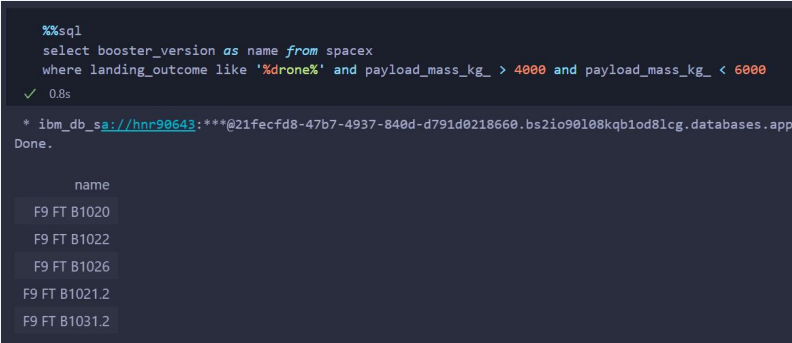 %%sql
select booster_version as name from spacex
where landing_outcome like '%drone%' and payload_mass_kg_ > 4000 and payload_mass_kg_ < 6000
✓ 0.8s
* ibm_db_sa://hnr90643:***@21fecfd8-47b7-4937-840d-d791d0218660.bs2io90l08kqb1od8lcg.databases.app
Done.
name
F9 FT B1020
F9 FT B1022
F9 FT B1026
F9 FT B1021.2
F9 FT B1031.2